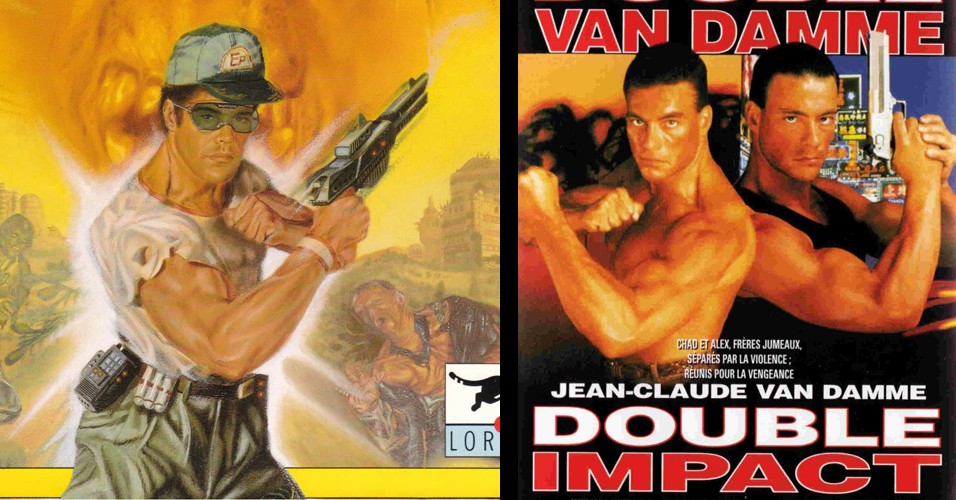 VAN DAMME
LOR
CHAD ET ALEX, FRÈRES JUMEAUX,
SÉPARÉS PAR LA VIOLENCE ;
RÉUNIS POUR LA VENGEANCE
JEAN-CLAUDE VAN DAMME
DOUBLE
IMPACT